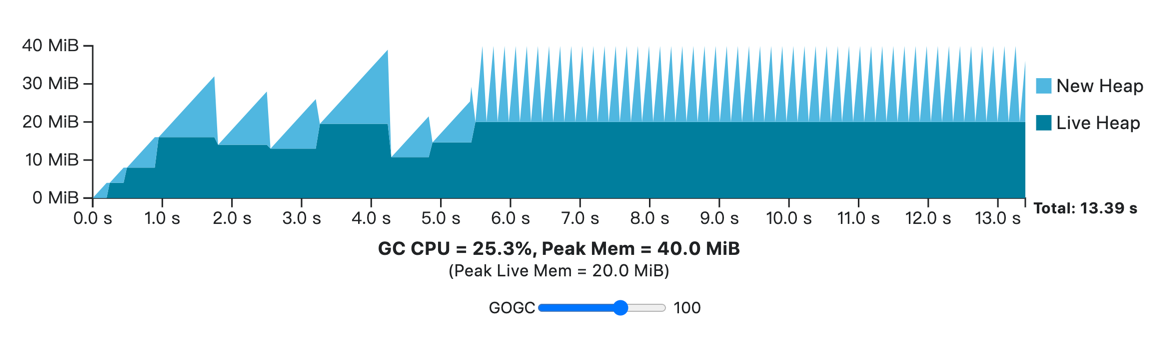 40 MiB
30 MiB
20 MiB
10 MiB
0 MiB
New Heap
Live Heap
0.0 s 1.0 s 2.0 s 3.0 s 4.0 s 5.0 s 6.0 s 7.0 s 8.0 s 9.0 s 10.0 s 11.0 s 12.0 s 13.0 s
Total: 13.39 s
GC CPU = 25.3%, Peak Mem = 40.0 MiB
(Peak Live Mem = 20.0 MiB)
GOGC 100